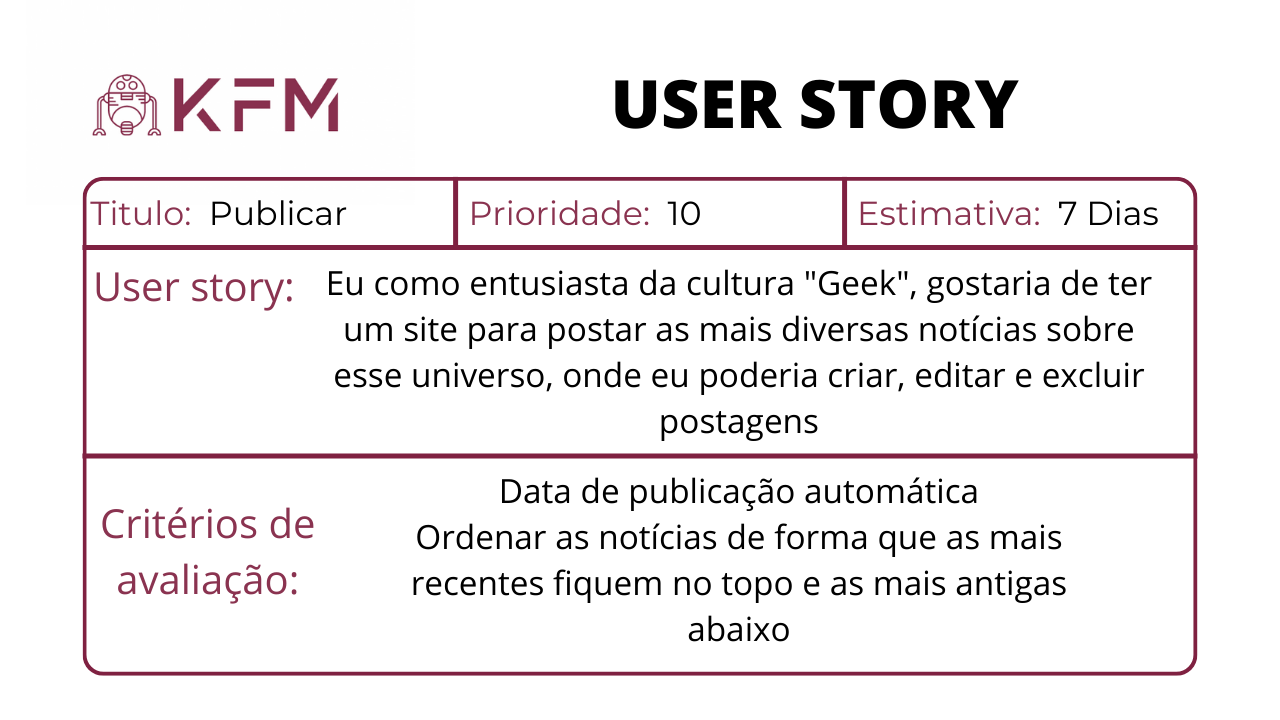 KFM
USER STORY
Titulo: Publicar
Prioridade: 10
Estimativa: 7 Dias
User story:
Eu como entusiasta da cultura "Geek", gostaria de ter
um site para postar as mais diversas notícias sobre
esse universo, onde eu poderia criar, editar e excluir
postagens
Critérios de
avaliação:
Data de publicação automática
Ordenar as notícias de forma que as mais
recentes fiquem no topo e as mais antigas
abaixo